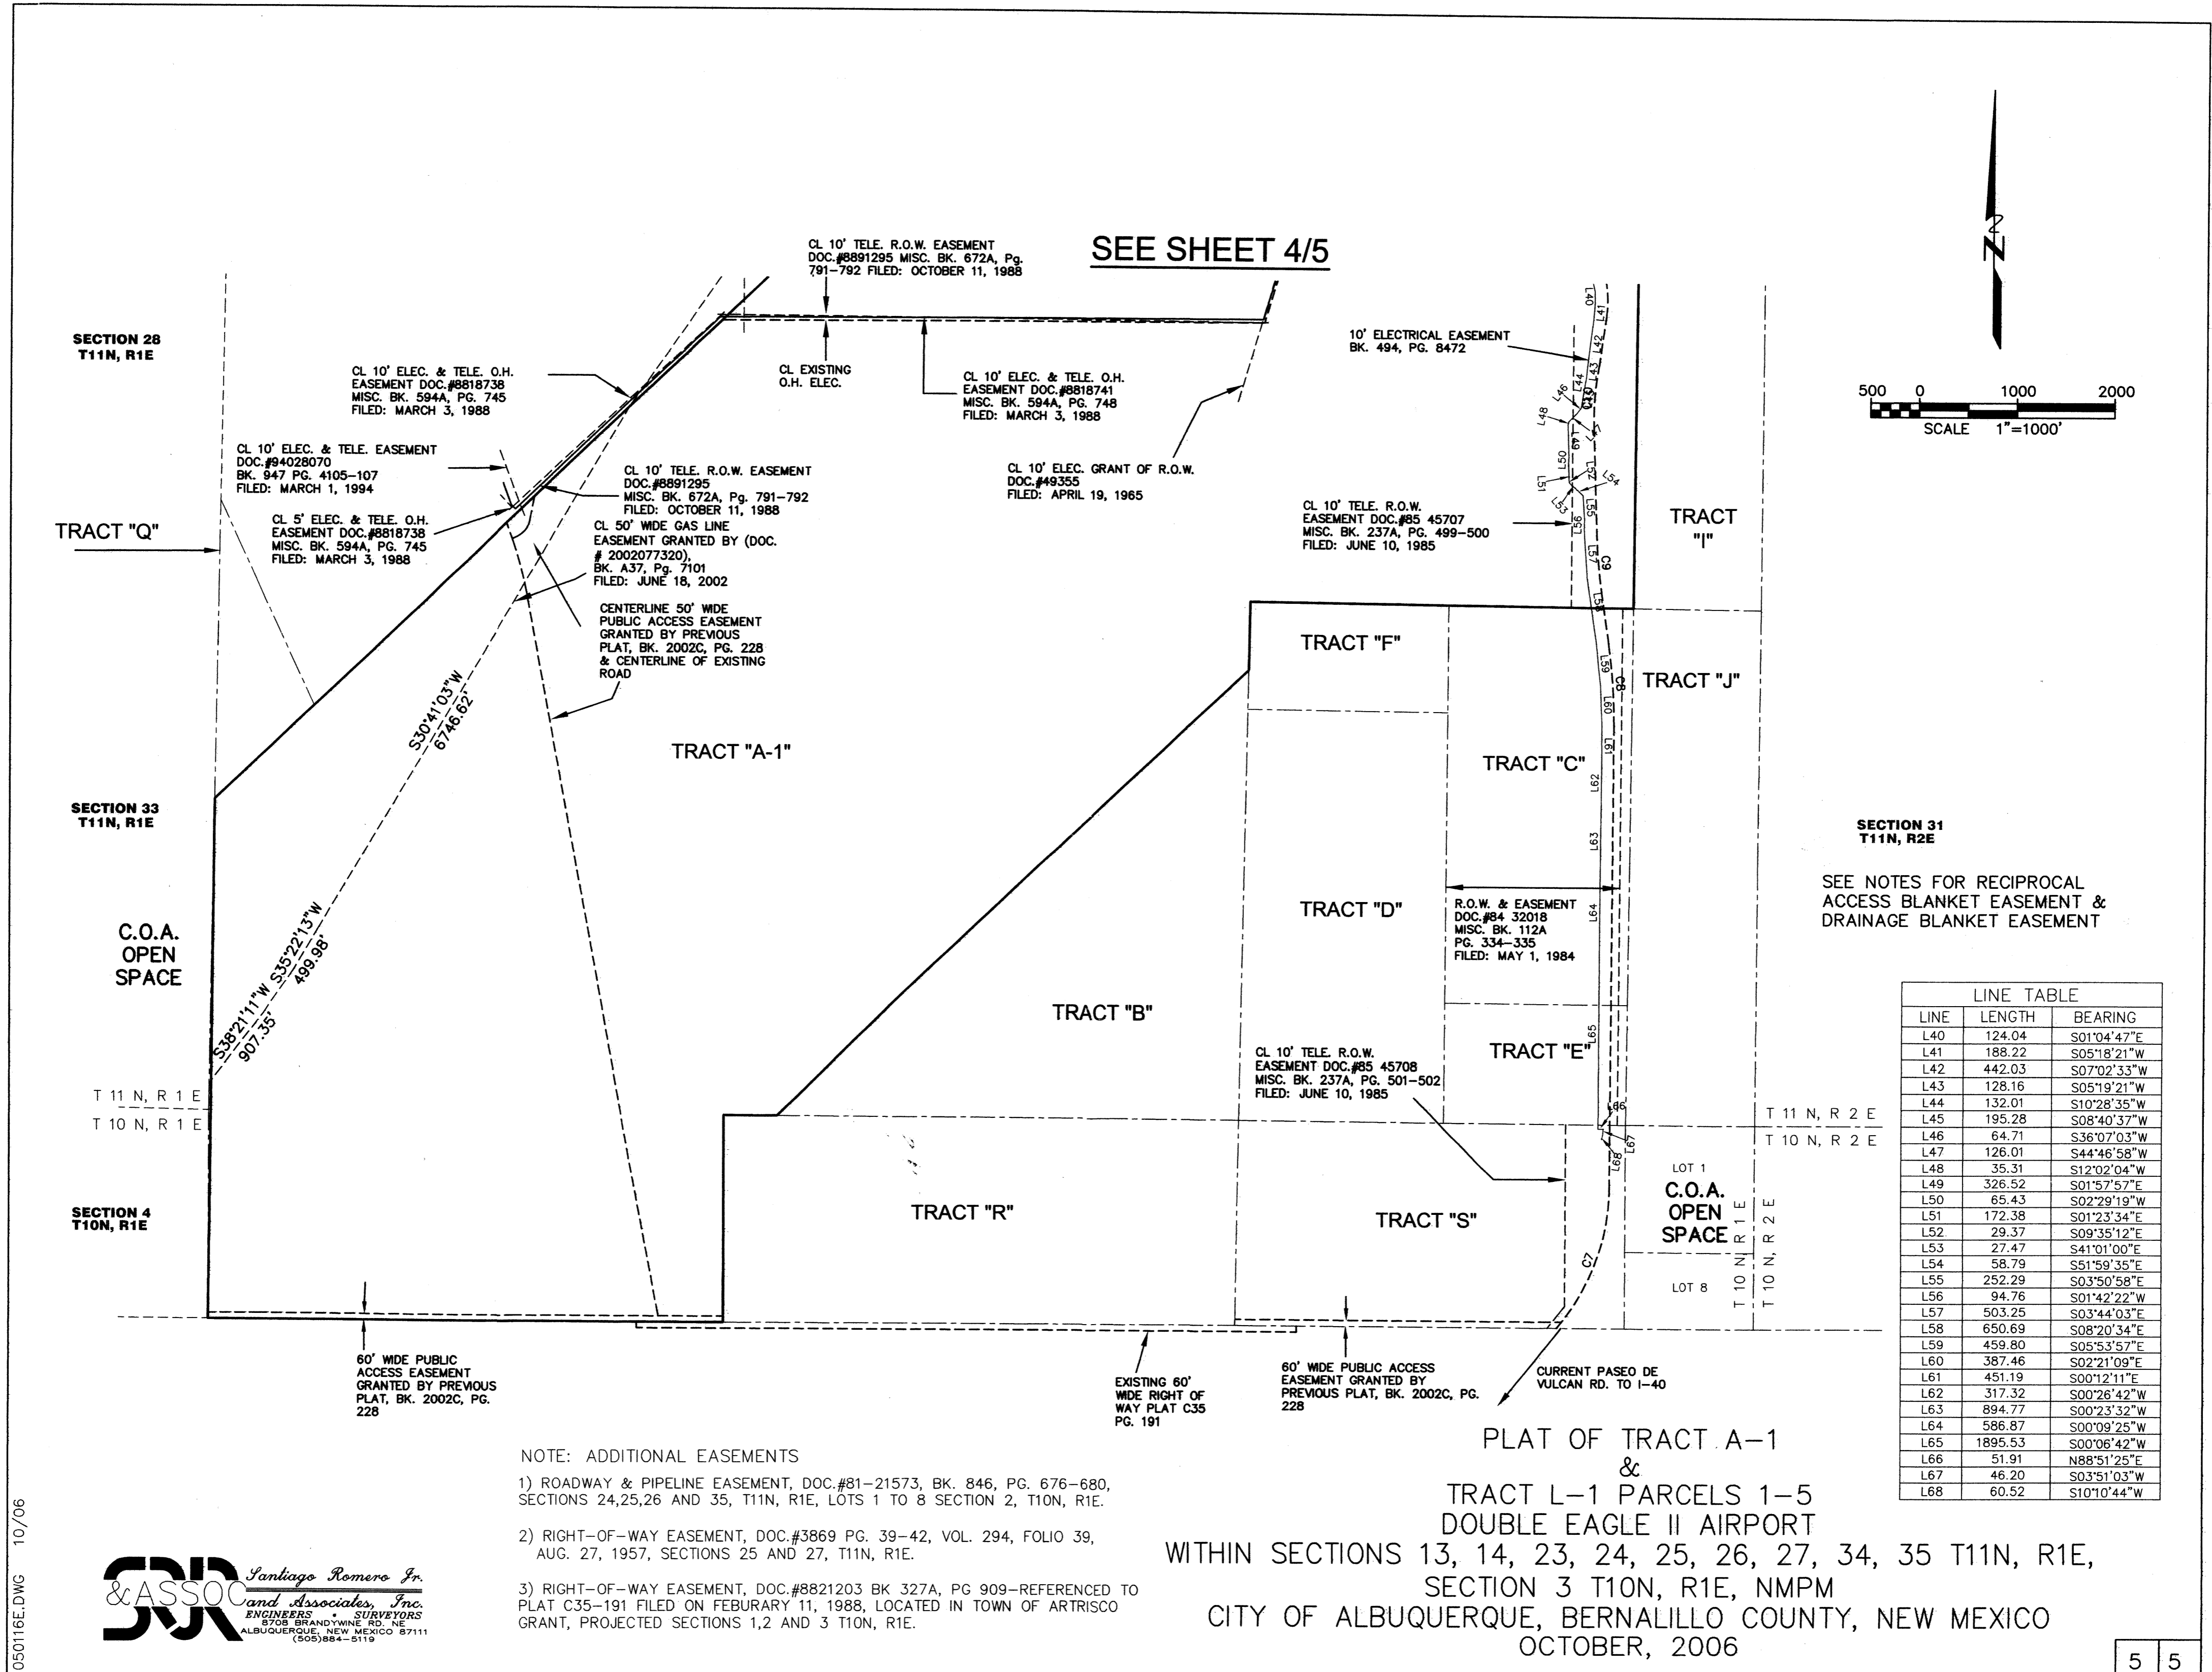 SEE SHEET 4/5
CL 10' TELE. R.O.W. EASEMENT
DOC.#8891295 MISC. BK. 672A, Pg.
791-792 FILED: OCTOBER 11, 1988
N
500 0 1000 2000
SCALE 1"=1000'
SECTION 28
T11N, R1E
CL 10' ELEC. & TELE. O.H.
EASEMENT DOC.#8818738
MISC. BK. 594A, PG. 745
FILED: MARCH 3, 1988
CL EXISTING
O.H. ELEC.
CL 10' ELEC. & TELE. O.H.
EASEMENT DOC.#8818741
MISC. BK. 594A, PG. 748
FILED: MARCH 3, 1988
10' ELECTRICAL EASEMENT
BK. 494, PG. 8472
CL 10' ELEC. & TELE. EASEMENT
DOC.#94028070
BK. 947 PG. 4105-107
FILED: MARCH 1, 1994
CL 10' TELE. R.O.W. EASEMENT
DOC.#8891295
MISC. BK. 672A, Pg. 791-792
FILED: OCTOBER 11, 1988
CL 10' ELEC. GRANT OF R.O.W.
DOC.#49355
FILED: APRIL 19, 1965
CL 5' ELEC. & TELE. O.H.
EASEMENT DOC.#8818738
MISC. BK. 594A, PG. 745
FILED: MARCH 3, 1988
TRACT "Q"
CL 50' WIDE GAS LINE
EASEMENT GRANTED BY (DOC.
# 2002077320),
BK. A37, Pg. 7101
FILED: JUNE 18, 2002
CL 10' TELE. R.O.W.
EASEMENT DOC.#85 45707
MISC. BK. 237A, PG. 499-500
FILED: JUNE 10, 1985
TRACT
"I"
CENTERLINE 50' WIDE
PUBLIC ACCESS EASEMENT
GRANTED BY PREVIOUS
PLAT, BK. 2002C, PG. 228
& CENTERLINE OF EXISTING
ROAD
L40
L41
L42
L43
L44
L46
L48
L49
L50
L51
L53
L54
L55
L56
L57
C9
L59
C8
L60
L61
L62
L63
L64
L65
L66
L67
L68
C7
TRACT "F"
TRACT "J"
S30°41'03"W
6746.62'
TRACT "A-1"
TRACT "C"
SECTION 33
T11N, R1E
SECTION 31
T11N, R2E
SEE NOTES FOR RECIPROCAL
ACCESS BLANKET EASEMENT &
DRAINAGE BLANKET EASEMENT
C.O.A.
OPEN
SPACE
S35°22'13"W
499.98'
S38°21'11"W
907.35'
TRACT "D"
R.O.W. & EASEMENT
DOC.#84 32018
MISC. BK. 112A
PG. 334-335
FILED: MAY 1, 1984
TRACT "B"
TRACT "E"
CL 10' TELE. R.O.W.
EASEMENT DOC.#85 45708
MISC. BK. 237A, PG. 501-502
FILED: JUNE 10, 1985
T 11 N, R 1 E
T 10 N, R 1 E
T 11 N, R 2 E
T 10 N, R 2 E
SECTION 4
T10N, R1E
TRACT "R"
TRACT "S"
LOT 1
C.O.A.
OPEN
SPACE
LOT 8
T 10 N, R 1 E
T 10 N, R 2 E
60' WIDE PUBLIC
ACCESS EASEMENT
GRANTED BY PREVIOUS
PLAT, BK. 2002C, PG.
228
EXISTING 60'
WIDE RIGHT OF
WAY PLAT C35
PG. 191
60' WIDE PUBLIC ACCESS
EASEMENT GRANTED BY
PREVIOUS PLAT, BK. 2002C, PG.
228
CURRENT PASEO DE
VULCAN RD. TO I-40
LINE TABLE
LINE LENGTH BEARING
L40 124.04 S01°04'47"E
L41 188.22 S05°18'21"W
L42 442.03 S07°02'33"W
L43 128.16 S05°19'21"W
L44 132.01 S10°28'35"W
L45 195.28 S08°40'37"W
L46 64.71 S36°07'03"W
L47 126.01 S44°46'58"W
L48 35.31 S12°02'04"W
L49 326.52 S01°57'57"E
L50 65.43 S02°29'19"W
L51 172.38 S01°23'34"E
L52 29.37 S09°35'12"E
L53 27.47 S41°01'00"E
L54 58.79 S51°59'35"E
L55 252.29 S03°50'58"E
L56 94.76 S01°42'22"W
L57 503.25 S03°44'03"E
L58 650.69 S08°20'34"E
L59 459.80 S05°53'57"E
L60 387.46 S02°21'09"E
L61 451.19 S00°12'11"E
L62 317.32 S00°26'42"W
L63 894.77 S00°23'32"W
L64 586.87 S00°09'25"W
L65 1895.53 S00°06'42"W
L66 51.91 N88°51'25"E
L67 46.20 S03°51'03"W
L68 60.52 S10°10'44"W
NOTE: ADDITIONAL EASEMENTS
1) ROADWAY & PIPELINE EASEMENT, DOC.#81-21573, BK. 846, PG. 676-680,
SECTIONS 24,25,26 AND 35, T11N, R1E, LOTS 1 TO 8 SECTION 2, T10N, R1E.
2) RIGHT-OF-WAY EASEMENT, DOC.#3869 PG. 39-42, VOL. 294, FOLIO 39,
AUG. 27, 1957, SECTIONS 25 AND 27, T11N, R1E.
3) RIGHT-OF-WAY EASEMENT, DOC.#8821203 BK 327A, PG 909-REFERENCED TO
PLAT C35-191 FILED ON FEBURARY 11, 1988, LOCATED IN TOWN OF ARTRISCO
GRANT, PROJECTED SECTIONS 1,2 AND 3 T10N, R1E.
PLAT OF TRACT A-1
&
TRACT L-1 PARCELS 1-5
DOUBLE EAGLE II AIRPORT
WITHIN SECTIONS 13, 14, 23, 24, 25, 26, 27, 34, 35 T11N, R1E,
SECTION 3 T10N, R1E, NMPM
CITY OF ALBUQUERQUE, BERNALILLO COUNTY, NEW MEXICO
OCTOBER, 2006
SRJR
& ASSOC
Santiago Romero Jr.
and Associates, Inc.
ENGINEERS • SURVEYORS
8708 BRANDYWINE RD. NE
ALBUQUERQUE, NEW MEXICO 87111
(505)884-5119
050116E.DWG 10/06
5 5